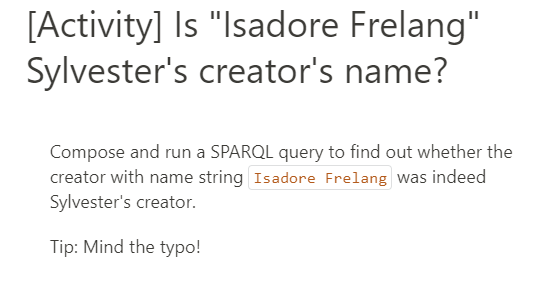 [Activity] Is "Isadore Frelang"
Sylvester's creator's name?
Compose and run a SPARQL query to find out whether the
creator with name string Isadore Frelang was indeed
Sylvester's creator.
Tip: Mind the typo!